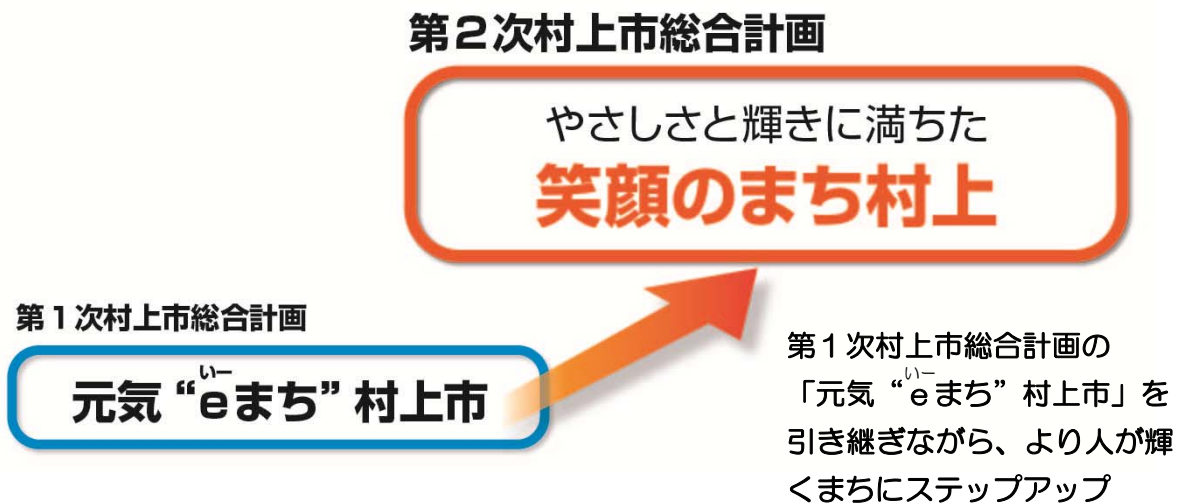 第2次村上市総合計画
やさしさと輝きに満ちた
笑顔のまち村上
第1次村上市総合計画
いー
元気“eまち”村上市
第1次村上市総合計画の
いー
「元気“eまち”村上市」を
引き継ぎながら、より人が輝
くまちにステップアップ